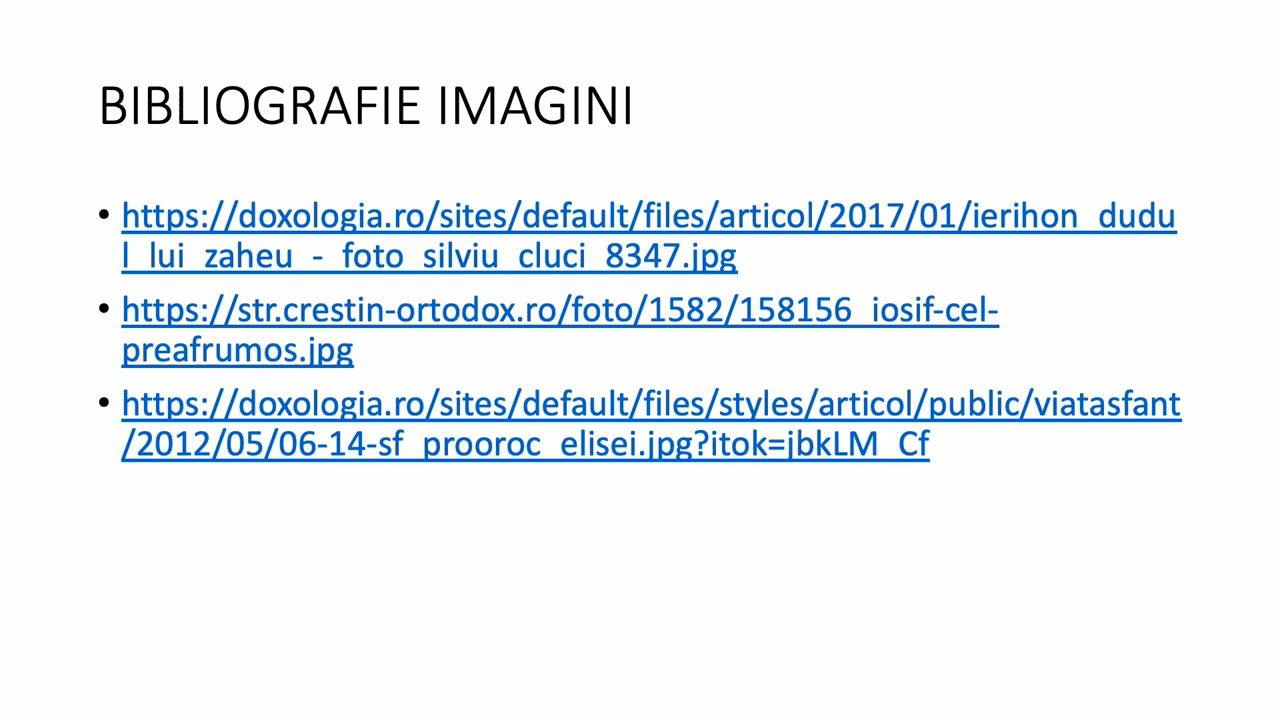 BIBLIOGRAFIE IMAGINI
• https://doxologia.ro/sites/default/files/articol/2017/01/ierihon_dudu
l_lui_zaheu_-_foto_silviu_cluci_8347.jpg
• https://str.crestin-ortodox.ro/foto/1582/158156_iosif-cel-
preafrumos.jpg
• https://doxologia.ro/sites/default/files/styles/articol/public/viatasfant
/2012/05/06-14-sf_prooroc_elisei.jpg?itok=jbkLM_Cf